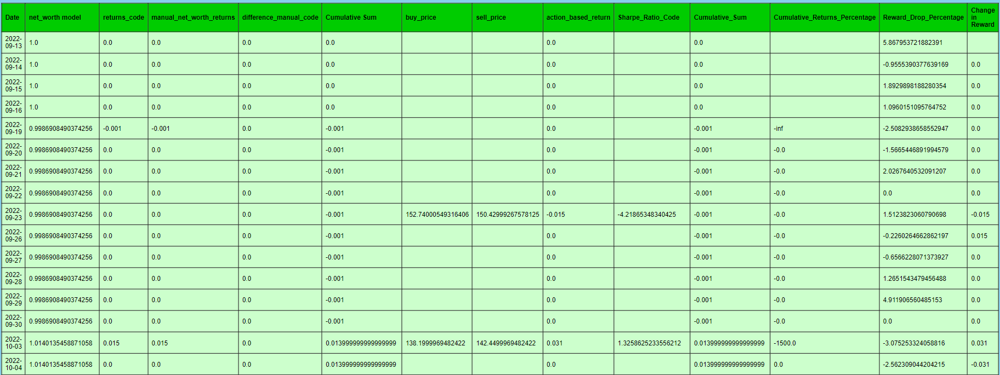 Date net_worth model returns_code manual_net_worth_returns difference_manual_code Cumulative Sum buy_price sell_price action_based_return Sharpe_Ratio_Code Cumulative_Sum Cumulative_Returns_Percentage Reward_Drop_Percentage Change in Reward
2022-09-13 1.0 0.0 0.0 0.0 0.0 0.0 0.0 5.867953721882391
2022-09-14 1.0 0.0 0.0 0.0 0.0 0.0 0.0 -0.9555390377639169 0.0
2022-09-15 1.0 0.0 0.0 0.0 0.0 0.0 0.0 1.8929898188280354 0.0
2022-09-16 1.0 0.0 0.0 0.0 0.0 0.0 0.0 1.0960151095764752 0.0
2022-09-19 0.9986908490374256 -0.001 -0.001 0.0 -0.001 0.0 -0.001 -inf -2.5082938658552947 0.0
2022-09-20 0.9986908490374256 0.0 0.0 0.0 -0.001 0.0 -0.001 -0.0 -1.5665446891994579 0.0
2022-09-21 0.9986908490374256 0.0 0.0 0.0 -0.001 0.0 -0.001 -0.0 2.0267640532091207 0.0
2022-09-22 0.9986908490374256 0.0 0.0 0.0 -0.001 0.0 -0.001 -0.0 0.0 0.0
2022-09-23 0.9986908490374256 0.0 0.0 0.0 -0.001 152.74000549316406 150.42999267578125 -0.015 -4.21865348340425 -0.001 -0.0 1.5123823060790698 -0.015
2022-09-26 0.9986908490374256 0.0 0.0 0.0 -0.001 0.0 -0.001 -0.0 -0.2260264662862197 0.015
2022-09-27 0.9986908490374256 0.0 0.0 0.0 -0.001 0.0 -0.001 -0.0 -0.6566228071373927 0.0
2022-09-28 0.9986908490374256 0.0 0.0 0.0 -0.001 0.0 -0.001 -0.0 1.2651543479456488 0.0
2022-09-29 0.9986908490374256 0.0 0.0 0.0 -0.001 0.0 -0.001 -0.0 4.911906560485153 0.0
2022-09-30 0.9986908490374256 0.0 0.0 0.0 -0.001 0.0 -0.001 -0.0 0.0 0.0
2022-10-03 1.0140135458871058 0.015 0.015 0.0 0.013999999999999999 138.1999969482422 142.4499969482422 0.031 1.3258625233556212 0.013999999999999999 -1500.0 -3.075253324058816 0.031
2022-10-04 1.0140135458871058 0.0 0.0 0.0 0.013999999999999999 0.0 0.013999999999999999 0.0 -2.562309044204215 -0.031